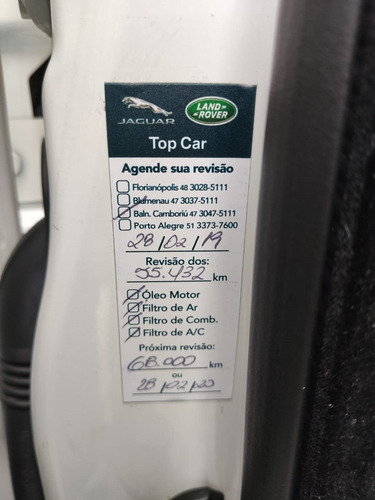 JAGUAR
LAND ROVER
Top Car
Agende sua revisão
Florianópolis 48 3028-5111
Blumenau 47 3037-5111
Baln. Camboriú 47 3047-5111
Porto Alegre 51 3373-7600
28/02/19
Revisão dos:
55.432 km
Óleo Motor
Filtro de Ar
Filtro de Comb.
Filtro de A/C
Próxima revisão:
68.000 km
ou
28/02/20